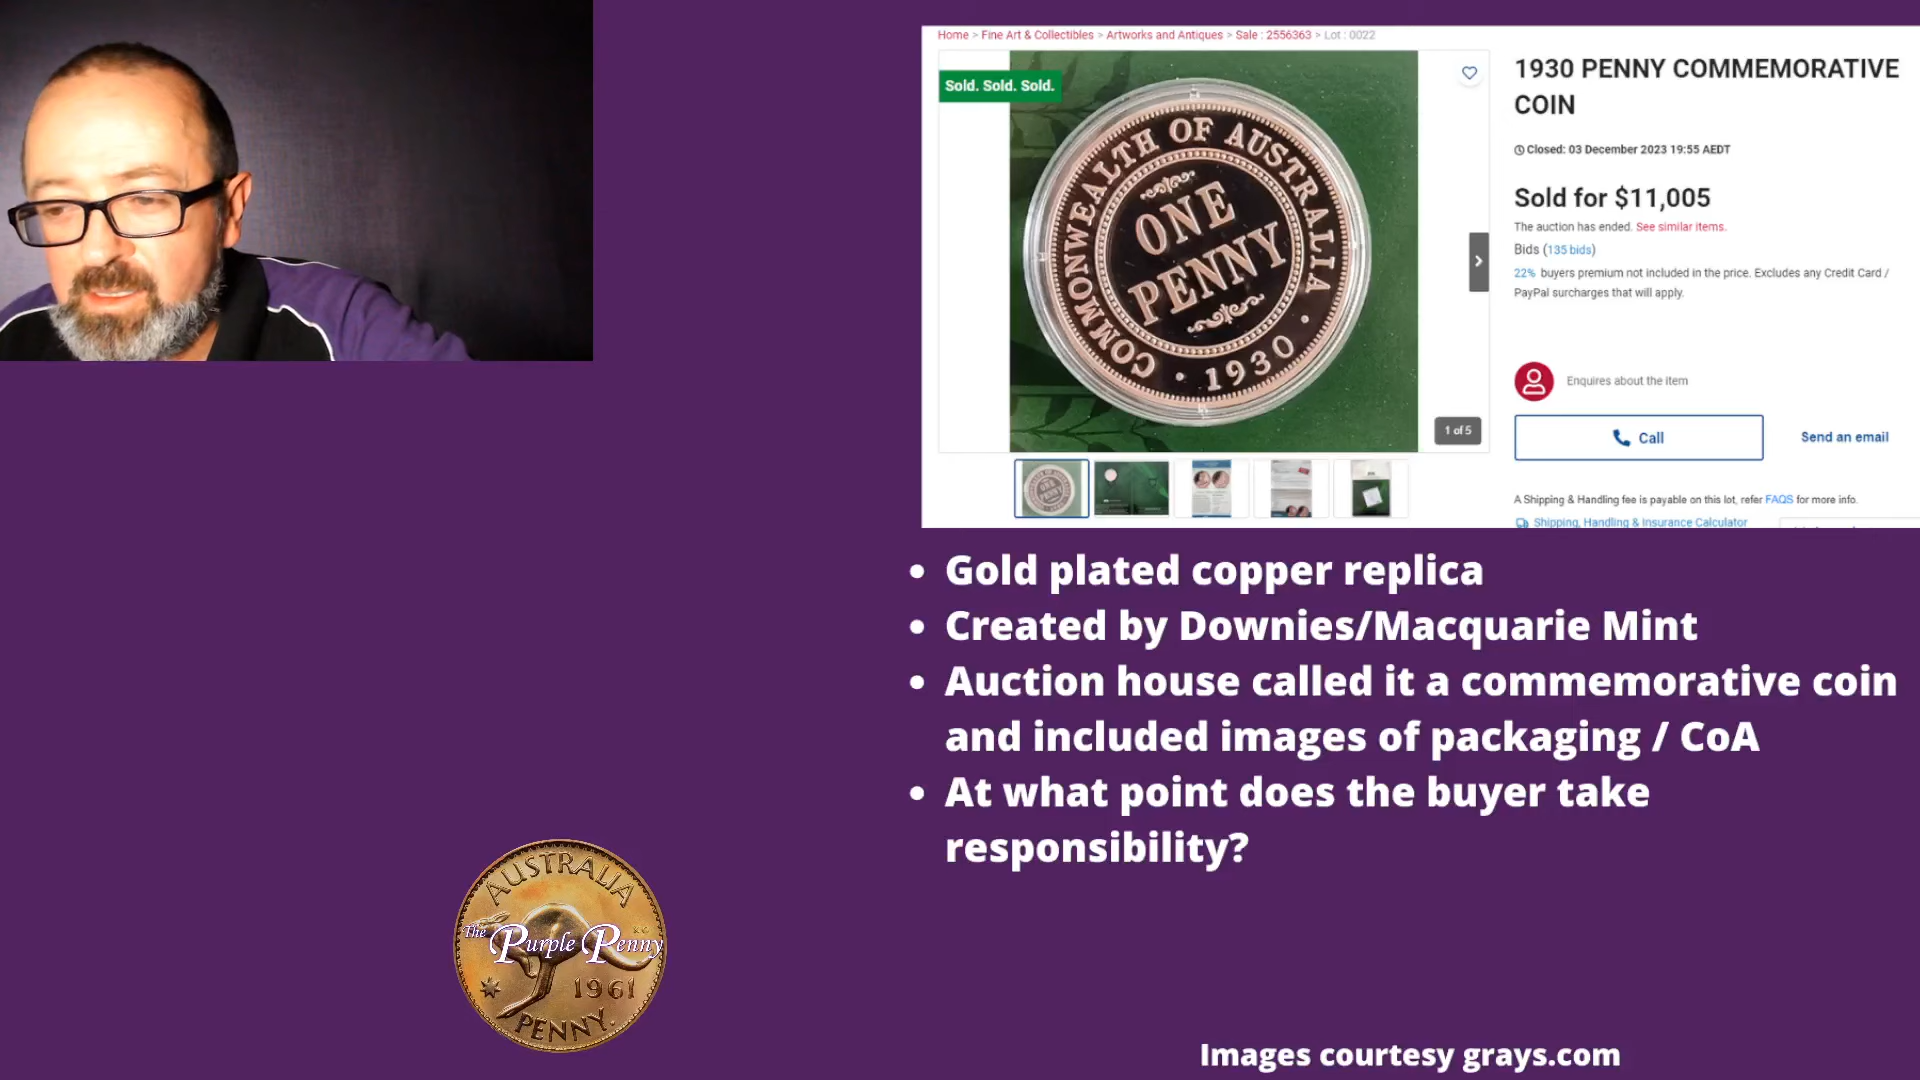 Home > Fine Art & Collectibles > Artworks and Antiques > Sale : 2556363 > Lot : 0022
Sold. Sold. Sold.
COMMONWEALTH OF AUSTRALIA
ONE
PENNY
· 1930 ·
1 of 5
1930 PENNY COMMEMORATIVE
COIN
Closed: 03 December 2023 19:55 AEDT
Sold for $11,005
The auction has ended. See similar items.
Bids (135 bids)
22% buyers premium not included in the price. Excludes any Credit Card /
PayPal surcharges that will apply.
Enquires about the item
Call
Send an email
A Shipping & Handling fee is payable on this lot, refer FAQS for more info.
Shipping, Handling & Insurance Calculator
• Gold plated copper replica
• Created by Downies/Macquarie Mint
• Auction house called it a commemorative coin
and included images of packaging / CoA
• At what point does the buyer take
responsibility?
AUSTRALIA
The Purple Penny
KG
1961
PENNY.
Images courtesy grays.com